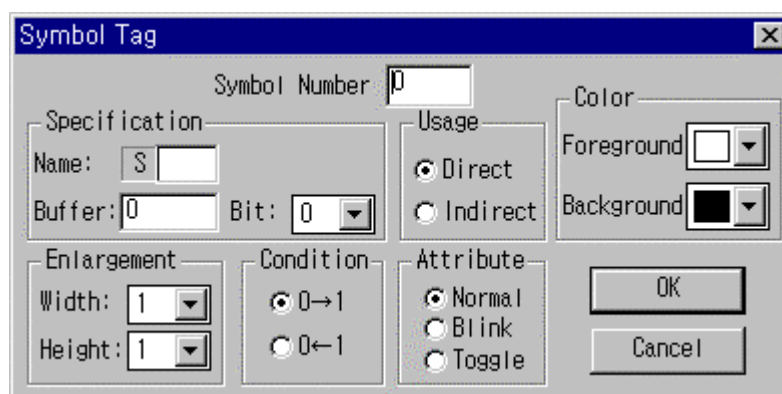 Symbol Tag
Symbol Number 0
Specification
Name: S
Buffer: 0 Bit: 0
Usage
Direct
Indirect
Color
Foreground
Background
Enlargement
Width: 1
Height: 1
Condition
0→1
0←1
Attribute
Normal
Blink
Toggle
OK
Cancel